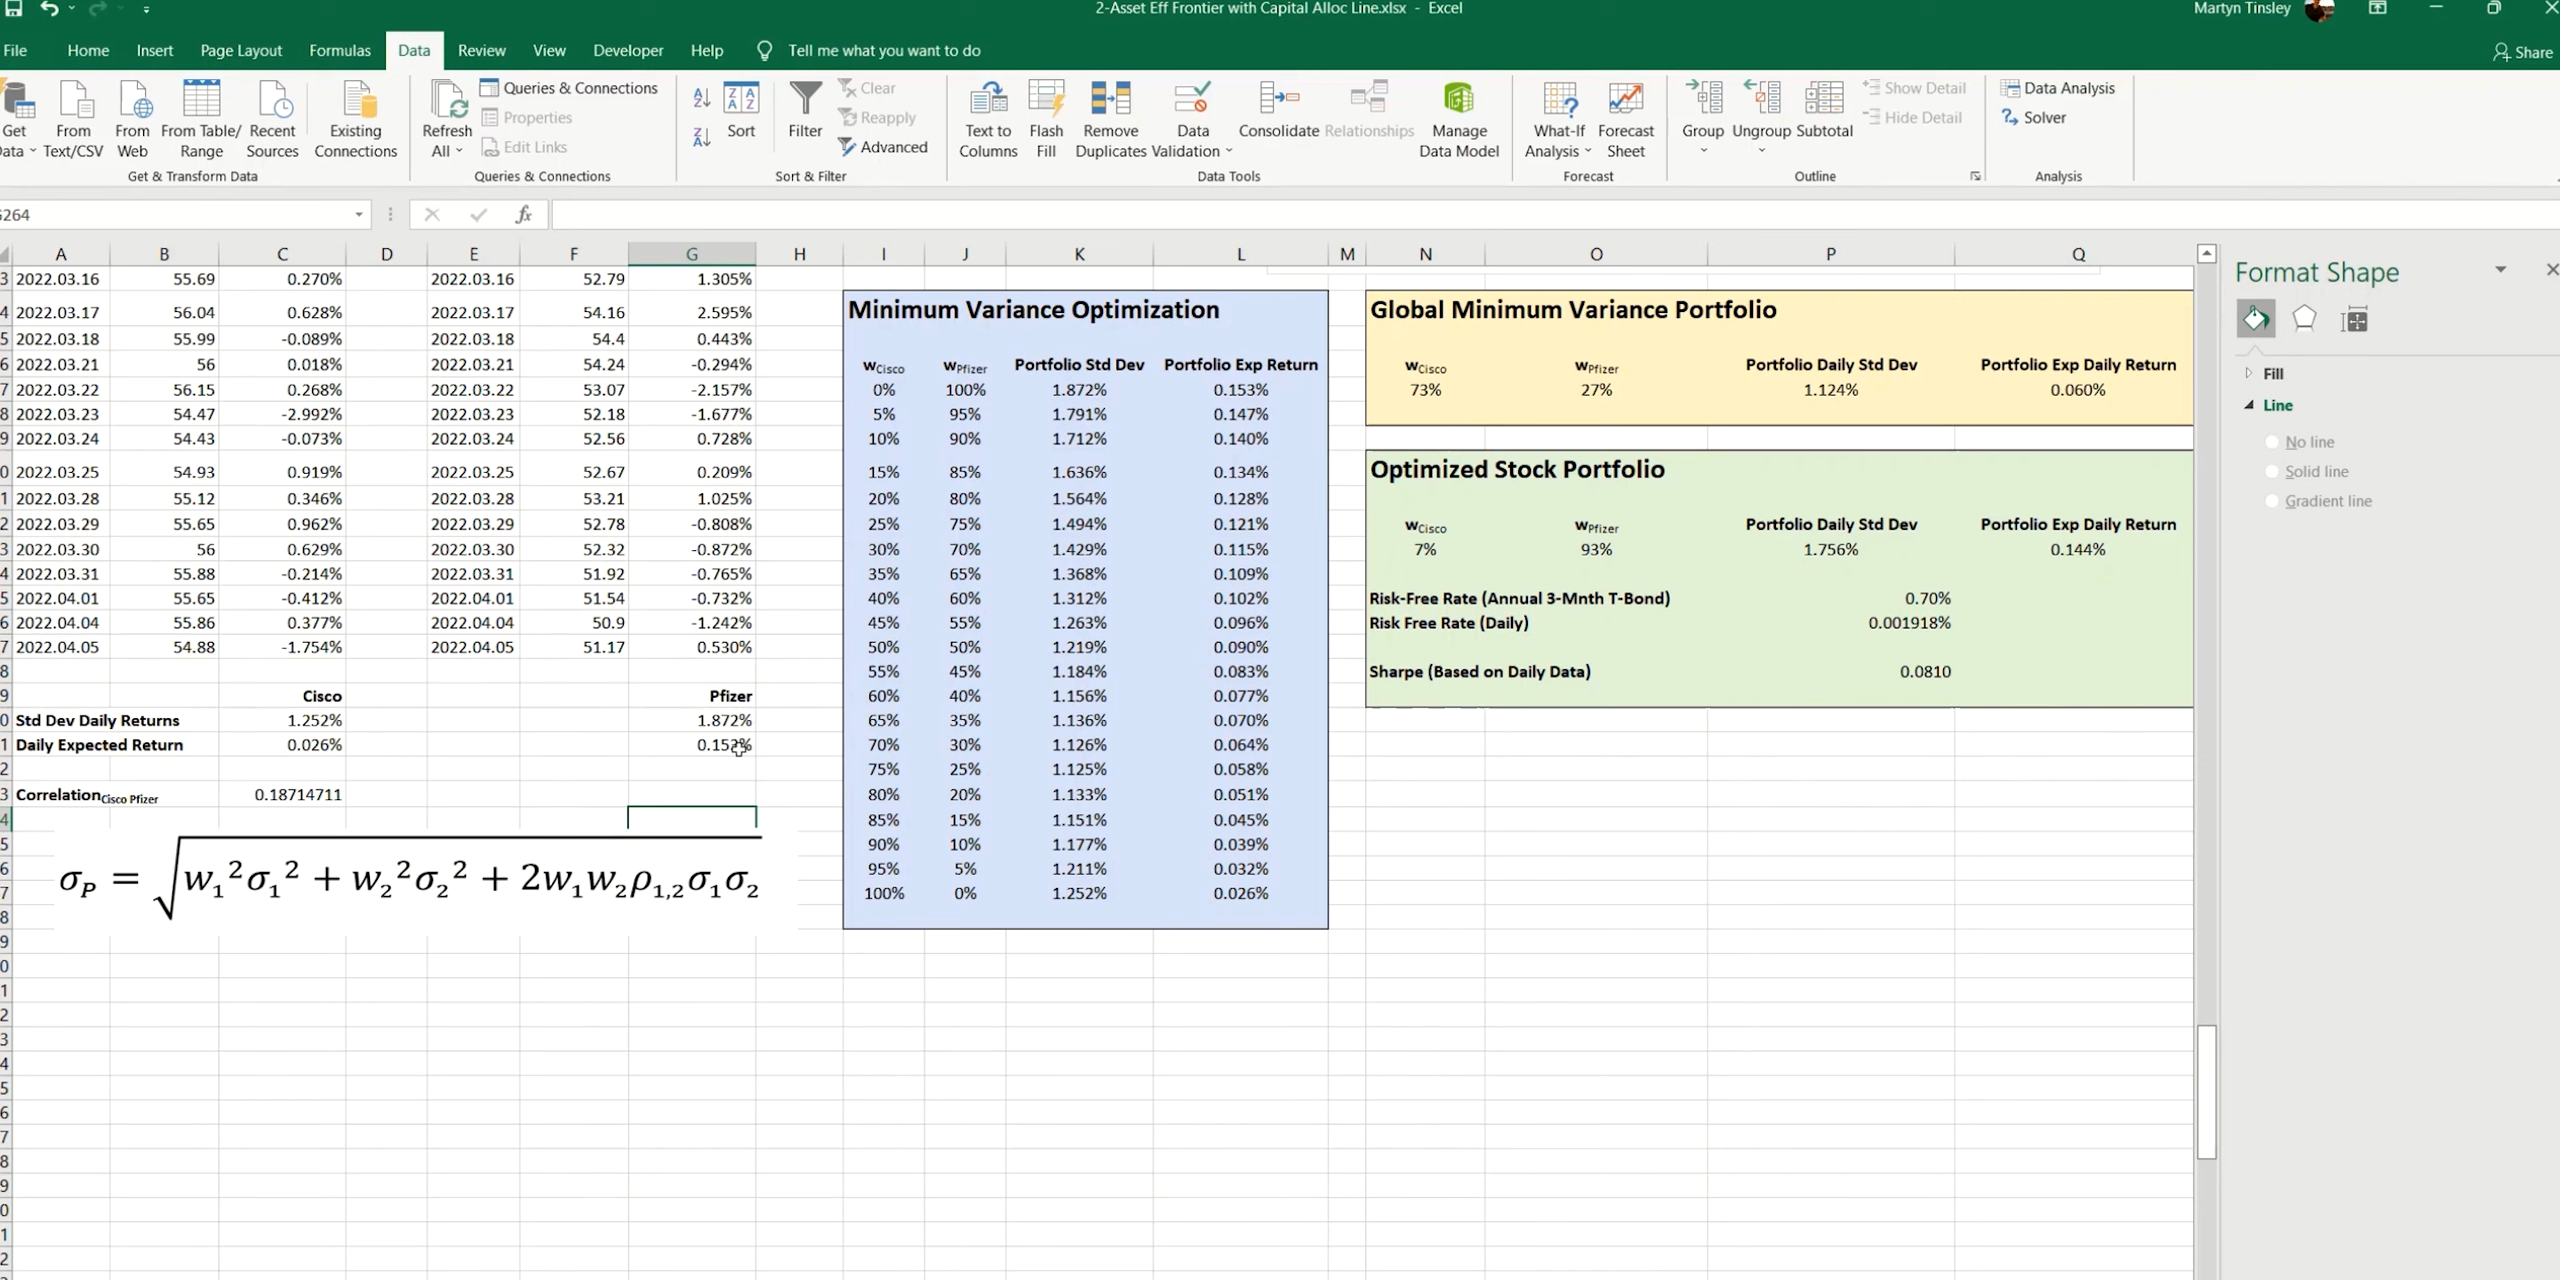 2-Asset Eff Frontier with Capital Alloc Line.xlsx - Excel
Martyn Tinsley
File Home Insert Page Layout Formulas Data Review View Developer Help Tell me what you want to do
Share
Get
From Text/CSV
From Web
From Table/ Range
Recent Sources
Existing Connections
Get & Transform Data
Refresh All
Queries & Connections
Properties
Edit Links
Queries & Connections
Sort
Filter
Clear
Reapply
Advanced
Sort & Filter
Text to Columns
Flash Fill
Remove Duplicates
Data Validation
Consolidate
Relationships
Manage Data Model
Data Tools
What-If Analysis
Forecast Sheet
Forecast
Group
Ungroup
Subtotal
Show Detail
Hide Detail
Outline
Data Analysis
Solver
Analysis
fx
A B C D E F G H I J K L M N O P Q
3 2022.03.16 55.69 0.270% 2022.03.16 52.79 1.305%
4 2022.03.17 56.04 0.628% 2022.03.17 54.16 2.595%
5 2022.03.18 55.99 -0.089% 2022.03.18 54.4 0.443%
6 2022.03.21 56 0.018% 2022.03.21 54.24 -0.294%
7 2022.03.22 56.15 0.268% 2022.03.22 53.07 -2.157%
8 2022.03.23 54.47 -2.992% 2022.03.23 52.18 -1.677%
9 2022.03.24 54.43 -0.073% 2022.03.24 52.56 0.728%
0 2022.03.25 54.93 0.919% 2022.03.25 52.67 0.209%
1 2022.03.28 55.12 0.346% 2022.03.28 53.21 1.025%
2 2022.03.29 55.65 0.962% 2022.03.29 52.78 -0.808%
3 2022.03.30 56 0.629% 2022.03.30 52.32 -0.872%
4 2022.03.31 55.88 -0.214% 2022.03.31 51.92 -0.765%
5 2022.04.01 55.65 -0.412% 2022.04.01 51.54 -0.732%
6 2022.04.04 55.86 0.377% 2022.04.04 50.9 -1.242%
7 2022.04.05 54.88 -1.754% 2022.04.05 51.17 0.530%
8
9 Cisco Pfizer
0 Std Dev Daily Returns 1.252% 1.872%
1 Daily Expected Return 0.026%
2
3 Correlation Cisco Pfizer 0.18714711
4
5
6
7
8
9
0
1
2
3
4
5
6
7
8
9
0
1
2
σP = √w₁²σ₁² + w₂²σ₂² + 2w₁w₂ρ₁,₂σ₁σ₂
Minimum Variance Optimization
wCisco wPfizer Portfolio Std Dev Portfolio Exp Return
0% 100% 1.872% 0.153%
5% 95% 1.791% 0.147%
10% 90% 1.712% 0.140%
15% 85% 1.636% 0.134%
20% 80% 1.564% 0.128%
25% 75% 1.494% 0.121%
30% 70% 1.429% 0.115%
35% 65% 1.368% 0.109%
40% 60% 1.312% 0.102%
45% 55% 1.263% 0.096%
50% 50% 1.219% 0.090%
55% 45% 1.184% 0.083%
60% 40% 1.156% 0.077%
65% 35% 1.136% 0.070%
70% 30% 1.126% 0.064%
75% 25% 1.125% 0.058%
80% 20% 1.133% 0.051%
85% 15% 1.151% 0.045%
90% 10% 1.177% 0.039%
95% 5% 1.211% 0.032%
100% 0% 1.252% 0.026%
Global Minimum Variance Portfolio
wCisco wPfizer Portfolio Daily Std Dev Portfolio Exp Daily Return
73% 27% 1.124% 0.060%
Optimized Stock Portfolio
wCisco wPfizer Portfolio Daily Std Dev Portfolio Exp Daily Return
7% 93% 1.756% 0.144%
Risk-Free Rate (Annual 3-Mnth T-Bond) 0.70%
Risk Free Rate (Daily) 0.001918%
Sharpe (Based on Daily Data) 0.0810
Format Shape
Fill
Line
No line
Solid line
Gradient line